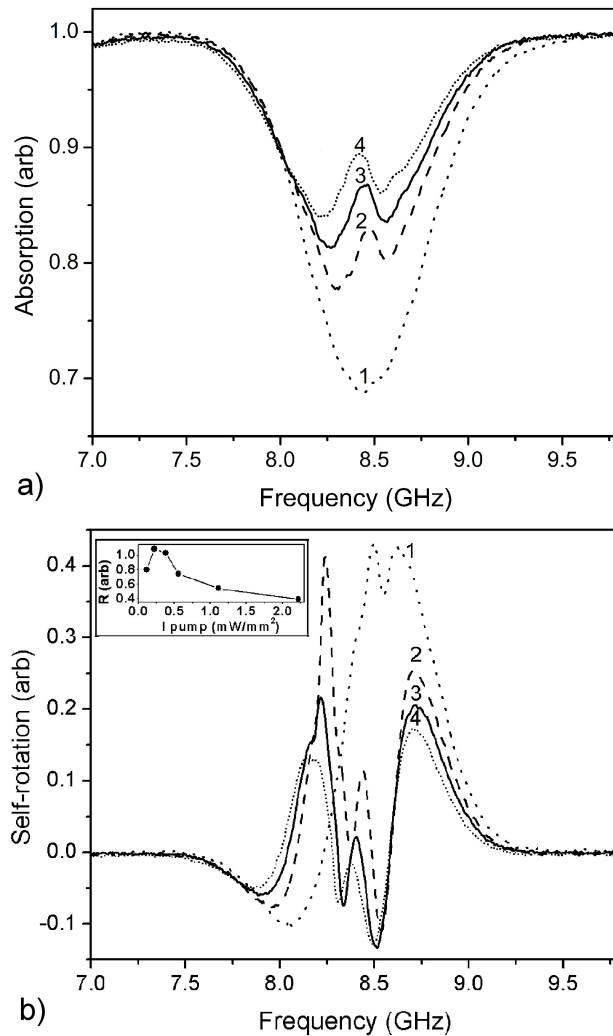 1.0
0.9
0.8
0.7
Absorption (arb)
4
3
2
1
7.0 7.5 8.0 8.5 9.0 9.5
a) Frequency (GHz)
0.4
0.3
0.2
0.1
0.0
-0.1
Self-rotation (arb)
R (arb)
1.0
0.8
0.6
0.4
0.0 0.5 1.0 1.5 2.0
I pump (mW/mm²)
1
2
3
4
7.0 7.5 8.0 8.5 9.0 9.5
b) Frequency (GHz)